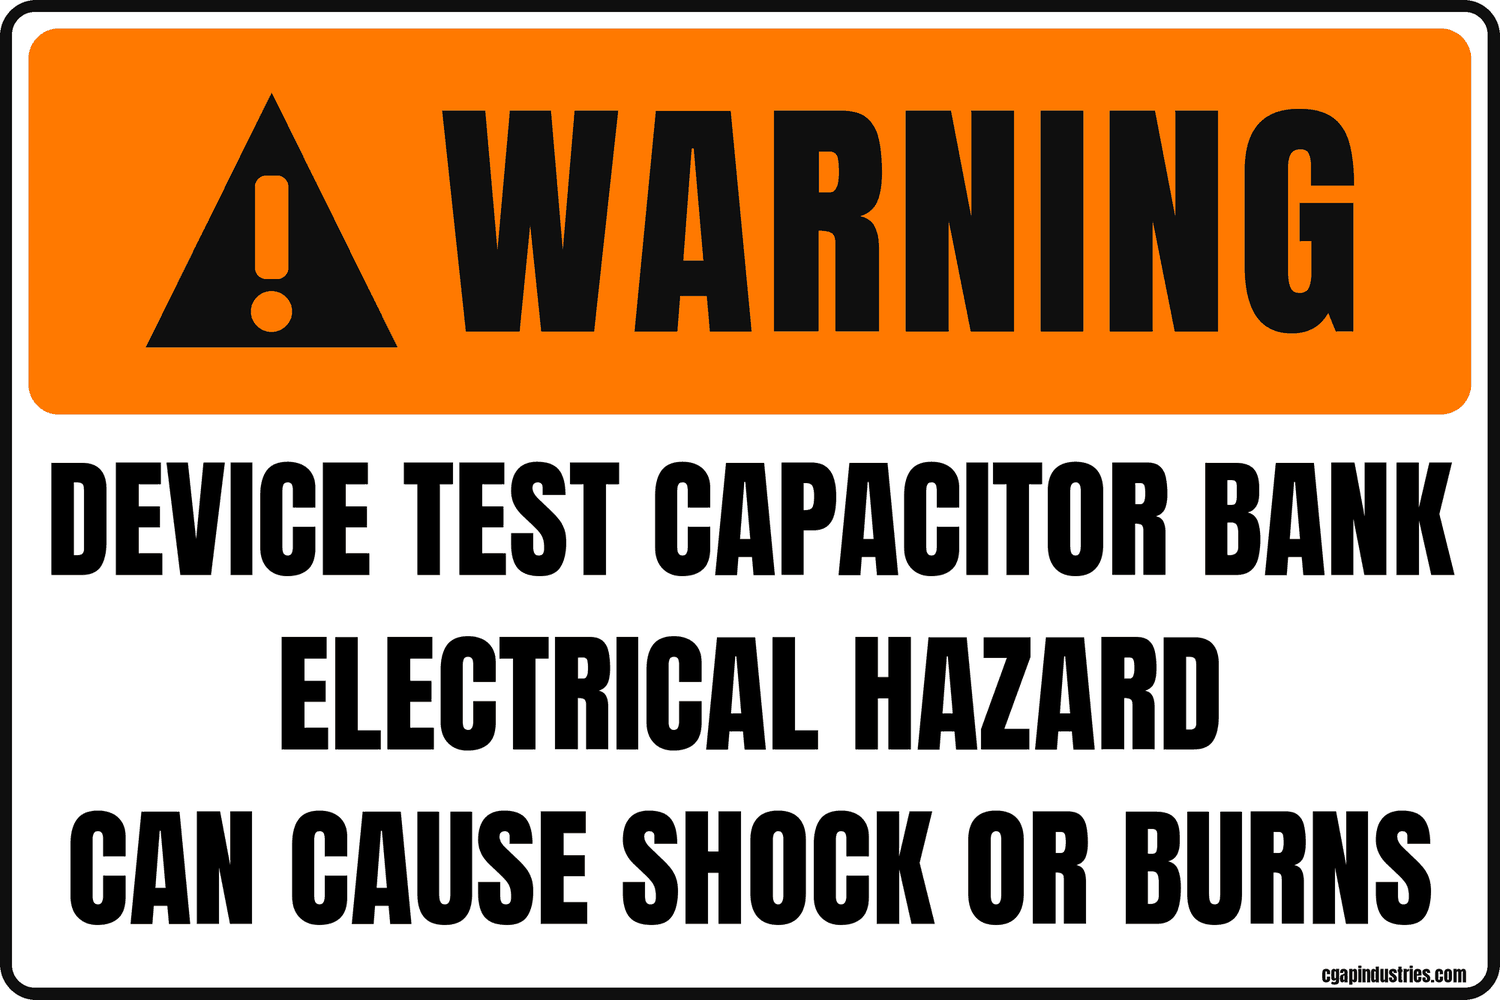 WARNING
DEVICE TEST CAPACITOR BANK
ELECTRICAL HAZARD
CAN CAUSE SHOCK OR BURNS
cgapindustries.com